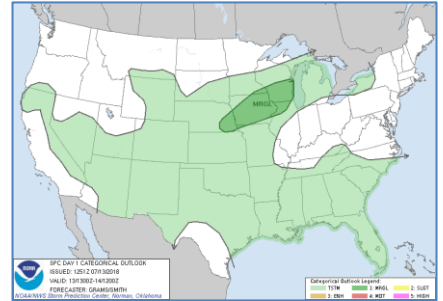 MRGL
SPC DAY 1 CATEGORICAL OUTLOOK
ISSUED: 1251Z 07/13/2018
VALID: 13/1300Z-14/1200Z
FORECASTER: GRAMS/SMITH
NOAA/NWS Storm Prediction Center, Norman, Oklahoma
Categorical Outlook Legend:
TSTM 1: MRGL 2: SLGT
3: ENH 4: MDT 5: HIGH